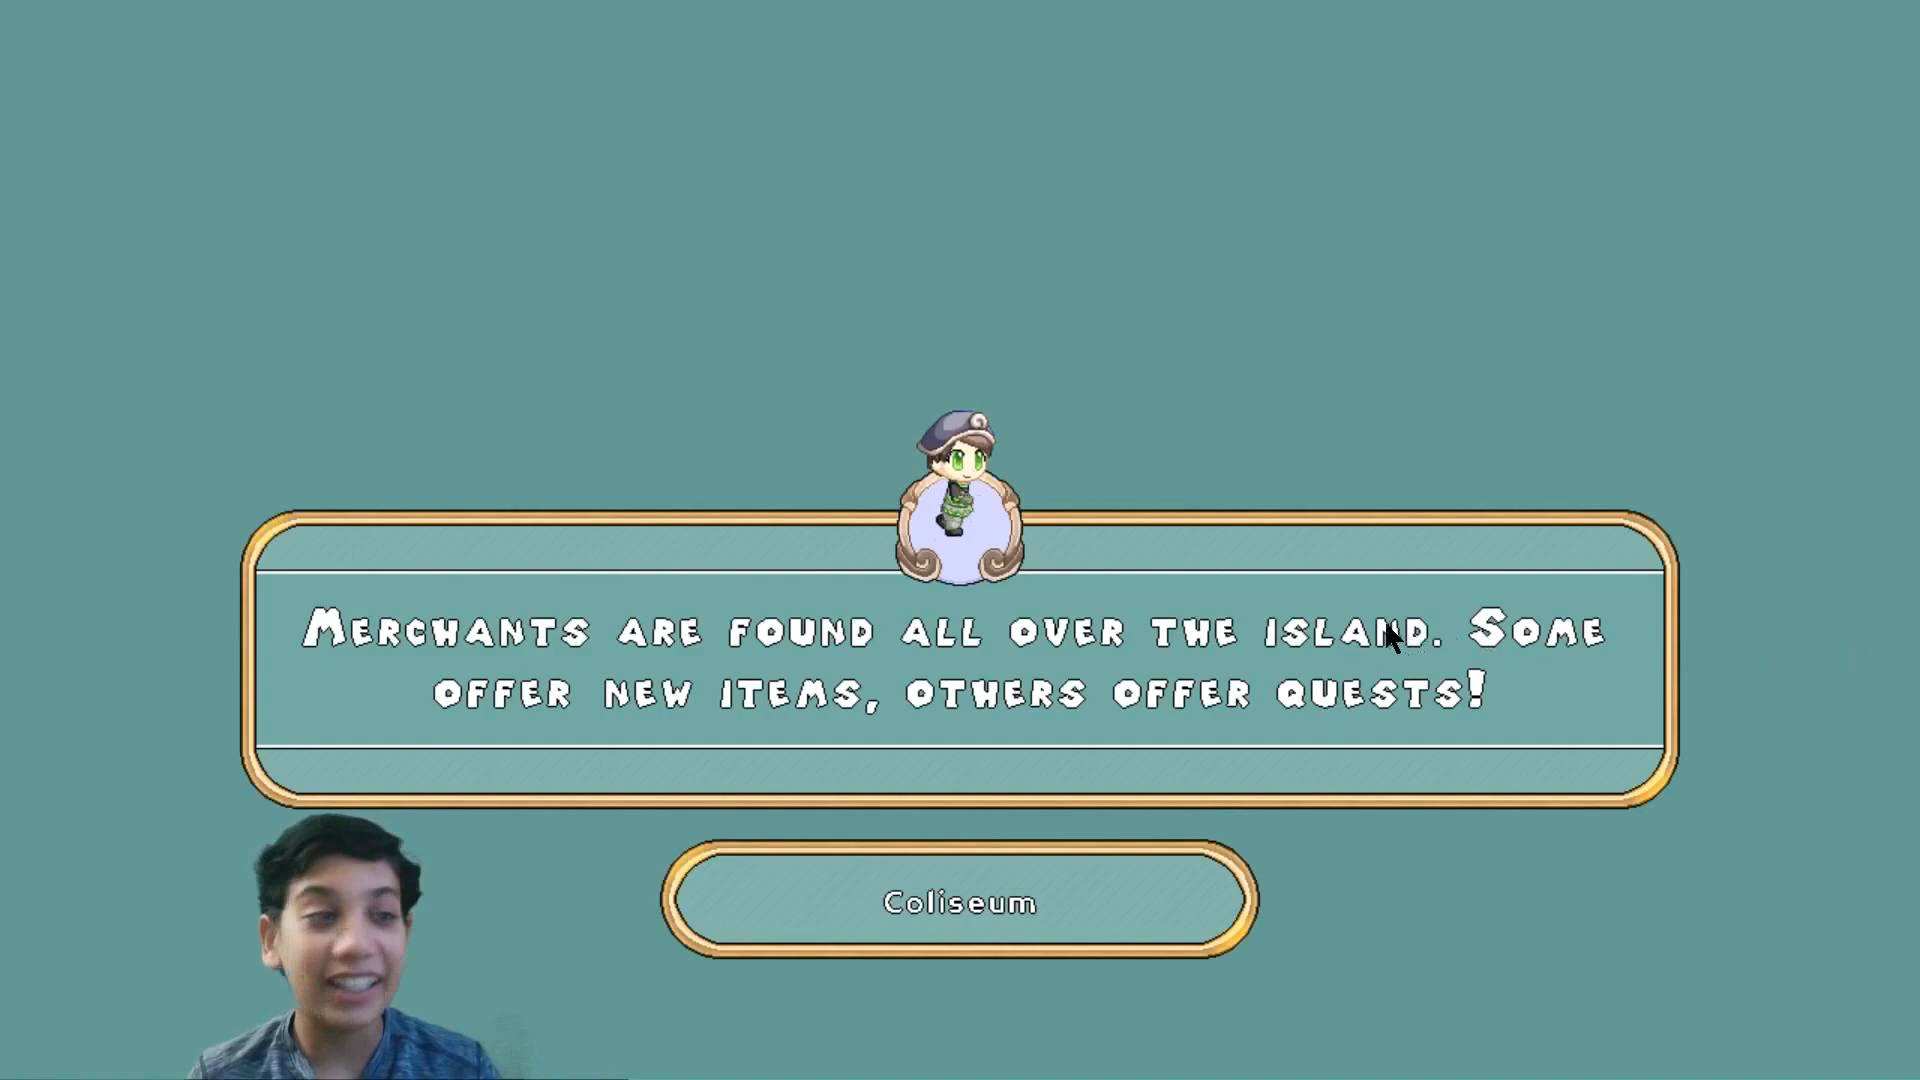 Merchants are found all over the island. Some
offer new items, others offer quests!
Coliseum